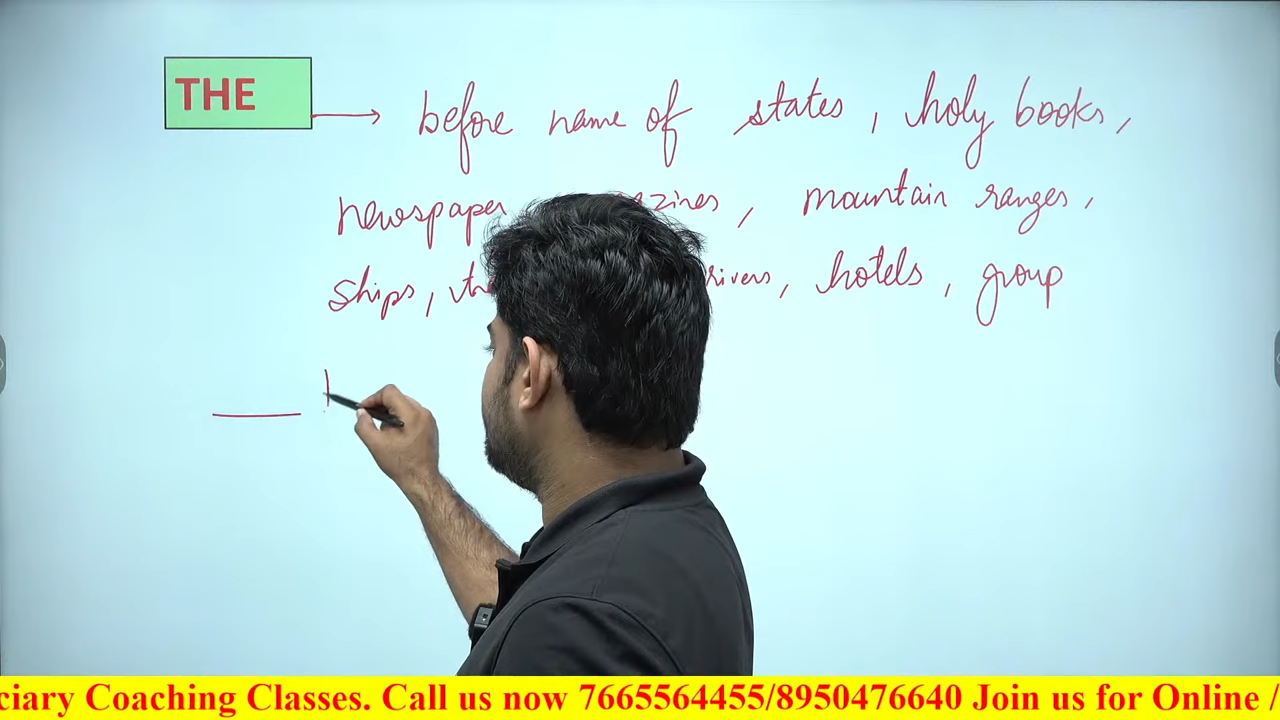 THE
before name of states, holy books,
newspaper , mountain ranges,
ships, rivers, hotels, group
ciary Coaching Classes. Call us now 7665564455/8950476640 Join us for Online /